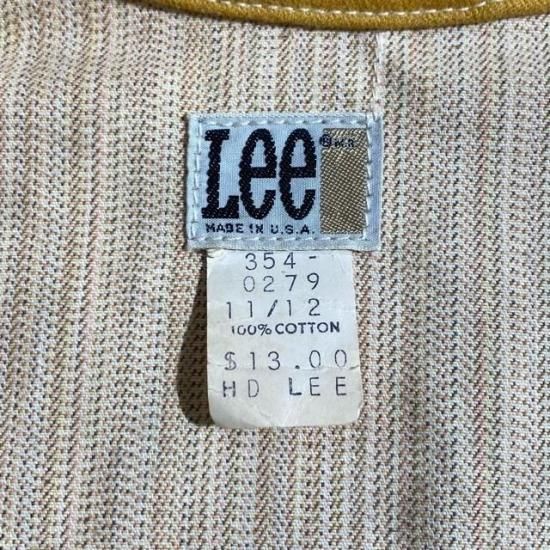 Lee ® M.R.
MADE IN U.S.A.
354-
0279
11/12
100% COTTON
$13.00
HD LEE